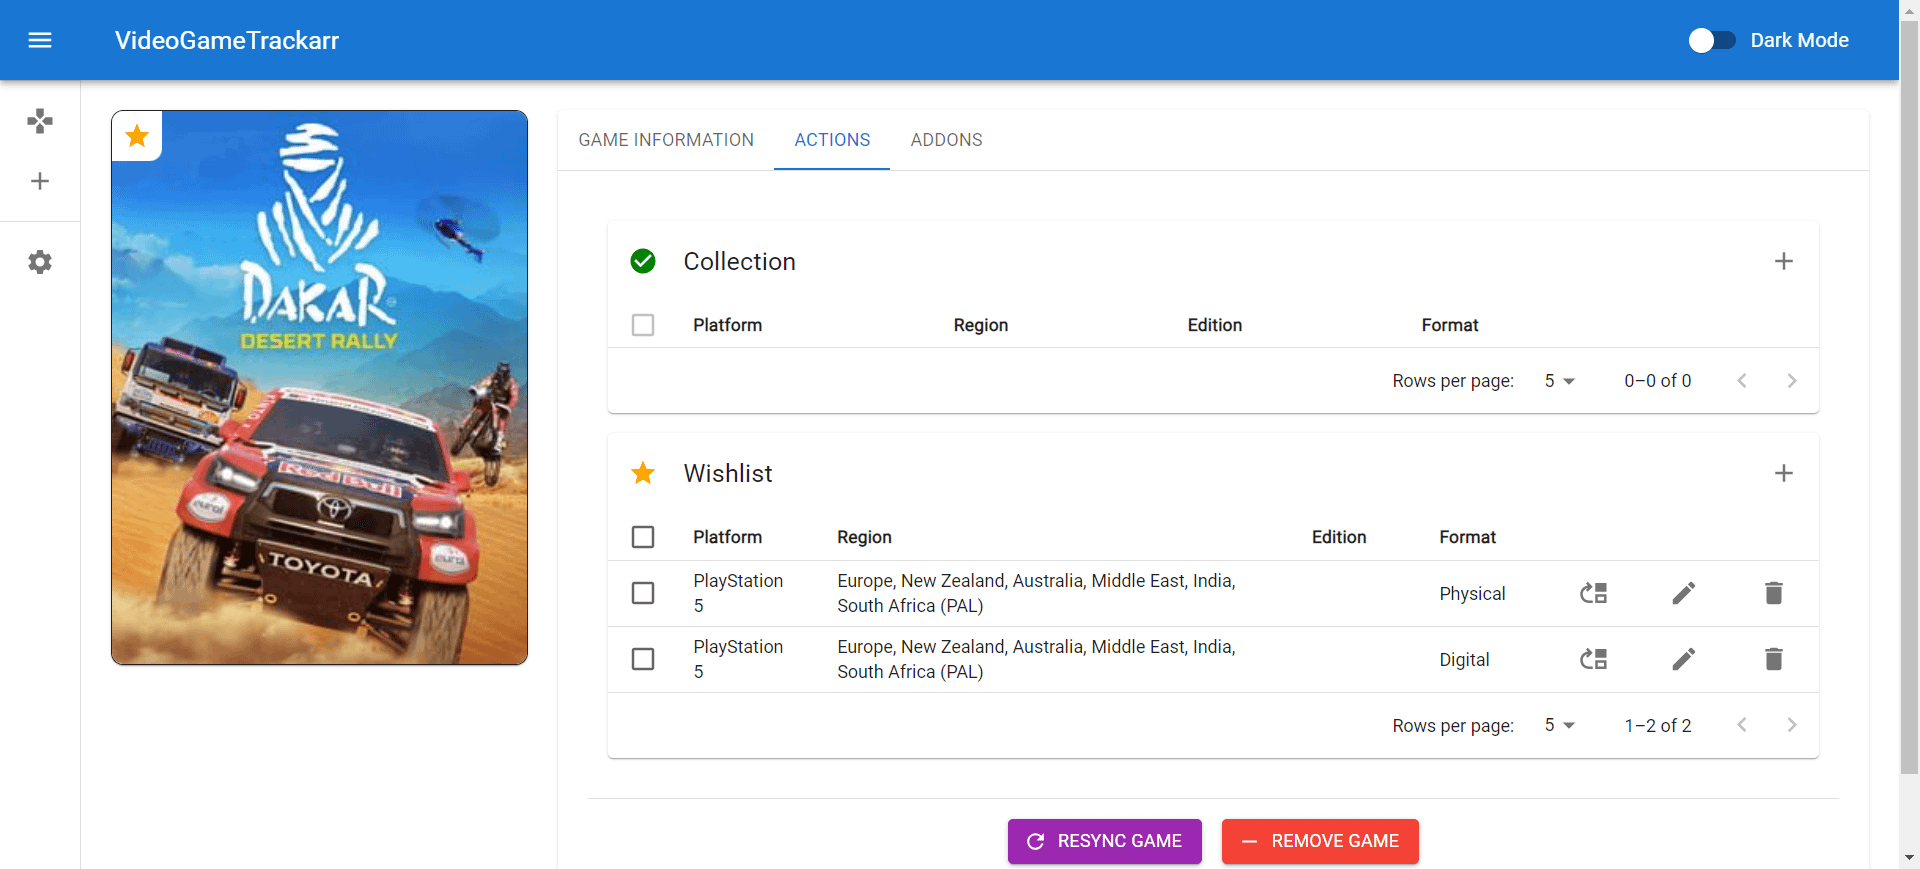 VideoGameTrackarr
Dark Mode
GAME INFORMATION
ACTIONS
ADDONS
DAKAR
DESERT RALLY
Red Bull
eurol
eurol
TOYOTA
Collection
Platform
Region
Edition
Format
Rows per page:
5
0–0 of 0
Wishlist
Platform
Region
Edition
Format
PlayStation
5
Europe, New Zealand, Australia, Middle East, India,
South Africa (PAL)
Physical
PlayStation
5
Europe, New Zealand, Australia, Middle East, India,
South Africa (PAL)
Digital
Rows per page:
5
1–2 of 2
RESYNC GAME
REMOVE GAME